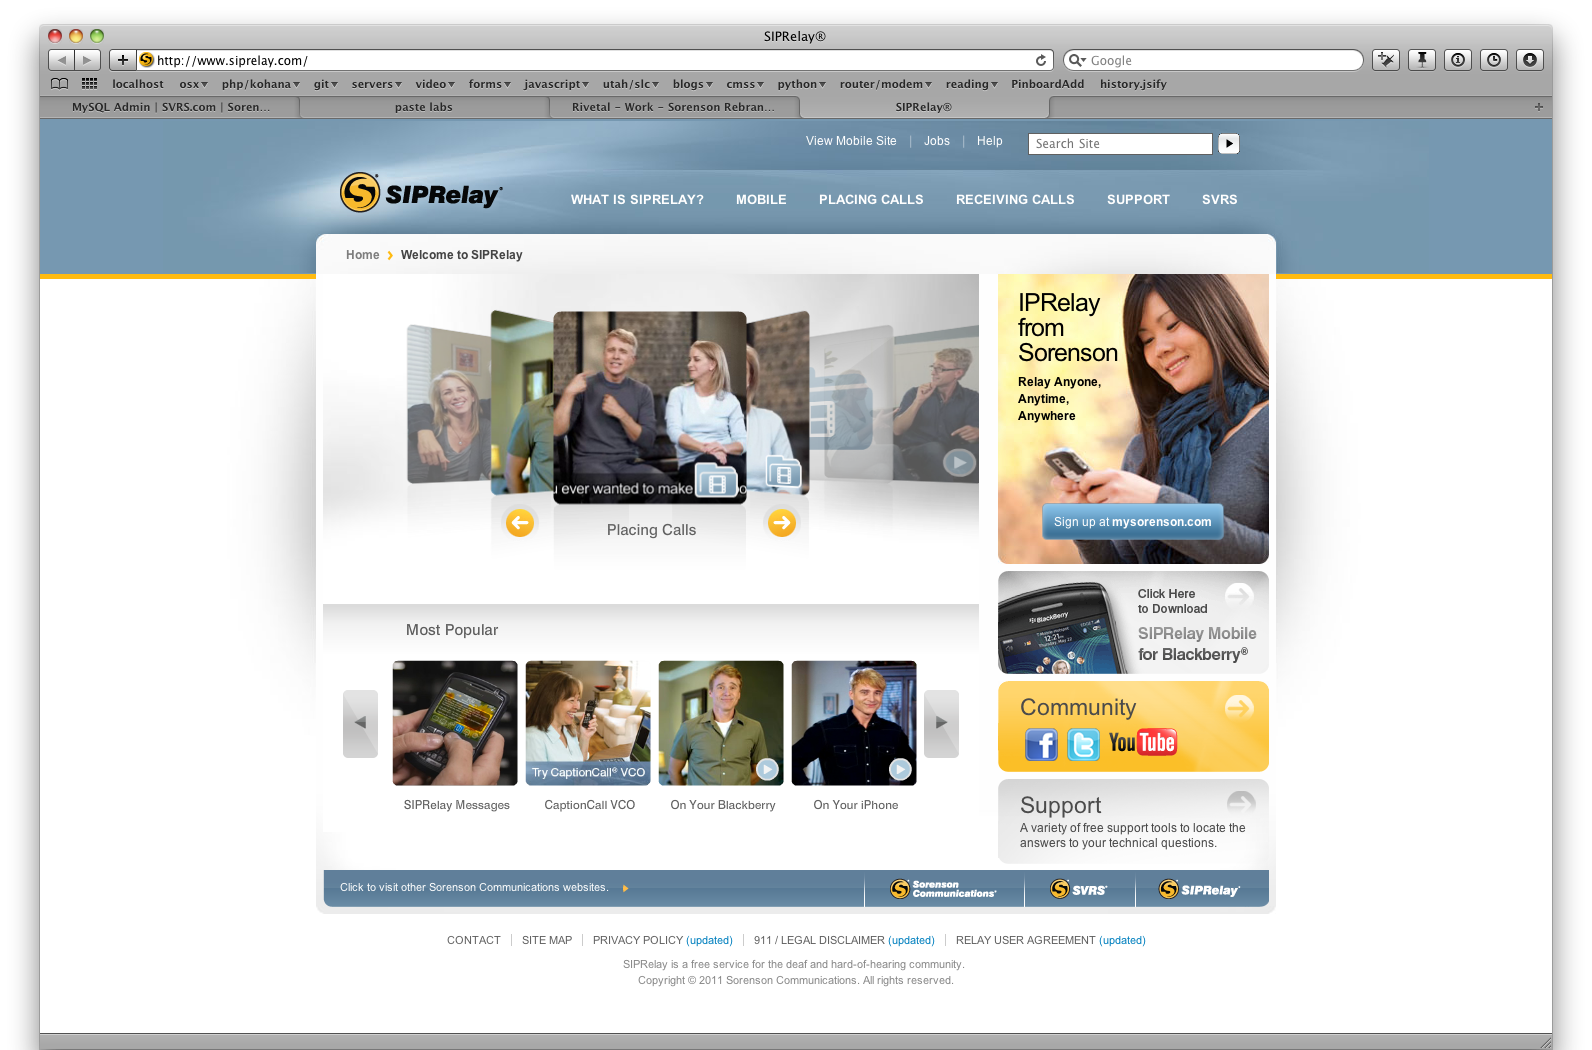 SIPRelay®
http://www.siprelay.com/
Google
localhost osx php/kohana git servers video forms javascript utah/slc blogs cmss python router/modem reading PinboardAdd history.jsify
MySQL Admin | SVRS.com | Soren... paste labs Rivetal - Work - Sorenson Rebran... SIPRelay®
View Mobile Site | Jobs | Help Search Site
SIPRelay
WHAT IS SIPRELAY? MOBILE PLACING CALLS RECEIVING CALLS SUPPORT SVRS
Home Welcome to SIPRelay
ever wanted to make
Placing Calls
IPRelay
from
Sorenson
Relay Anyone,
Anytime,
Anywhere
Sign up at mysorenson.com
Most Popular
Try CaptionCall® VCO
SIPRelay Messages CaptionCall VCO On Your Blackberry On Your iPhone
BlackBerry
12:21
Click Here
to Download
SIPRelay Mobile
for Blackberry®
Community
f t YouTube
Support
A variety of free support tools to locate the
answers to your technical questions.
Click to visit other Sorenson Communications websites.
Sorenson
Communications
SVRS
SIPRelay
CONTACT | SITE MAP | PRIVACY POLICY (updated) | 911 / LEGAL DISCLAIMER (updated) | RELAY USER AGREEMENT (updated)
SIPRelay is a free service for the deaf and hard-of-hearing community.
Copyright © 2011 Sorenson Communications. All rights reserved.